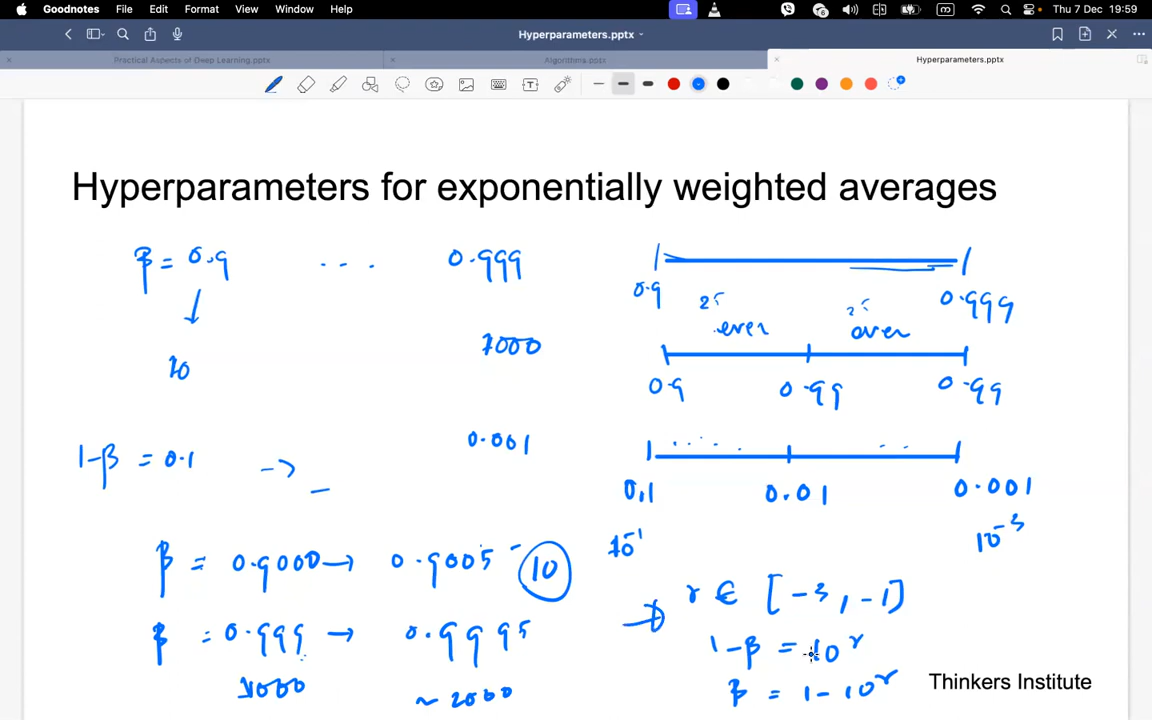 Goodnotes File Edit View Window Help Thu 7 Dec 19:59
Hyperparameters.pptx
Practical Aspects of Deep Learning.pptx Algorithms.pptx Hyperparameters.pptx
Hyperparameters for exponentially weighted averages
β = 0.9 ... 0.999
10 1000
1-β = 0.1 → 0.001
β = 0.9000 → 0.9005 10
β = 0.999 → 0.9995
1000 ~2000
0.9 0.999
25 even 25 over
0.9 0.99 0.99
0.1 0.01 0.001
10⁻¹ 10⁻³
r ∈ [-3, -1]
1-β = 10ʳ
β = 1 - 10ʳ
Thinkers Institute